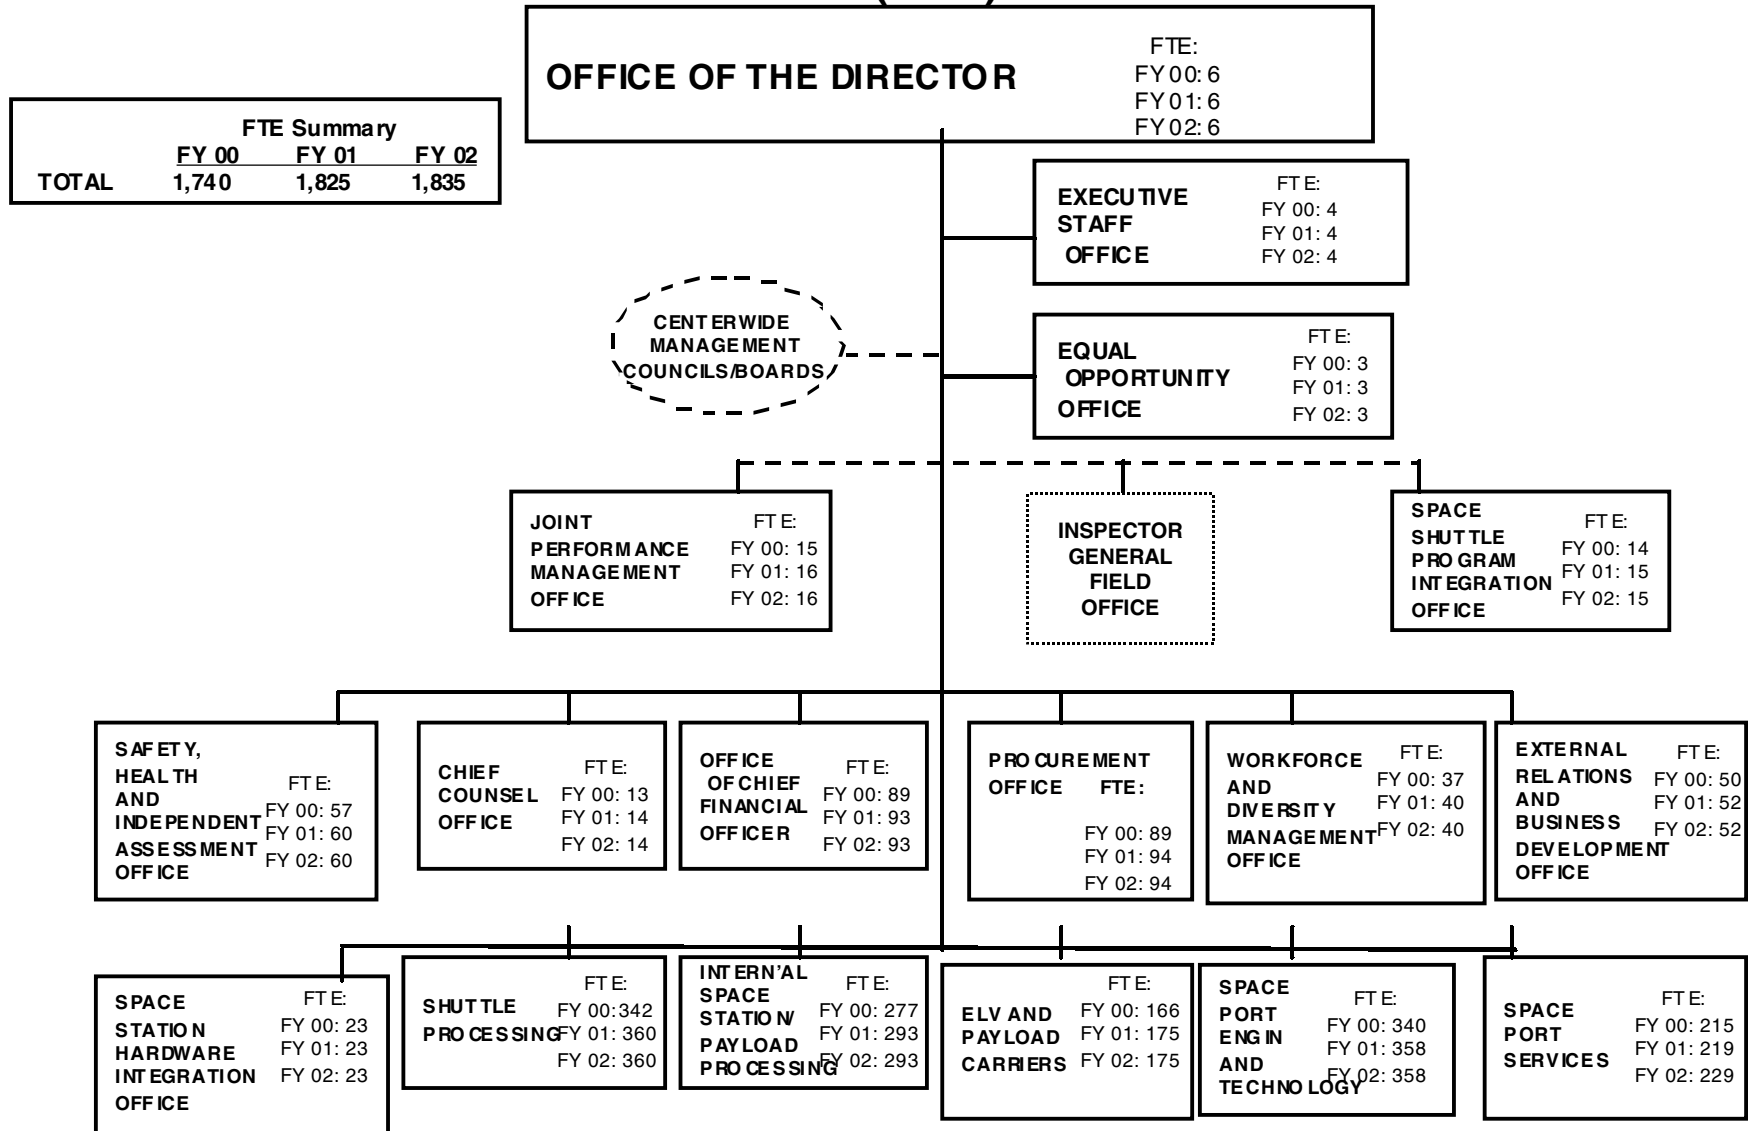 OFFICE OF THE DIRECTOR
FTE:
FY 00: 6
FY 01: 6
FY 02: 6
FTE Summary
FY 00 FY 01 FY 02
TOTAL 1,740 1,825 1,835
EXECUTIVE
STAFF
OFFICE
FTE:
FY 00: 4
FY 01: 4
FY 02: 4
CENTERWIDE
MANAGEMENT
COUNCILS/BOARDS
EQUAL
OPPORTUNITY
OFFICE
FTE:
FY 00: 3
FY 01: 3
FY 02: 3
JOINT
PERFORMANCE
MANAGEMENT
OFFICE
FTE:
FY 00: 15
FY 01: 16
FY 02: 16
INSPECTOR
GENERAL
FIELD
OFFICE
SPACE
SHUTTLE
PROGRAM
INTEGRATION
OFFICE
FTE:
FY 00: 14
FY 01: 15
FY 02: 15
SAFETY,
HEALTH
AND
INDEPENDENT
ASSESSMENT
OFFICE
FTE:
FY 00: 57
FY 01: 60
FY 02: 60
CHIEF
COUNSEL
OFFICE
FTE:
FY 00: 13
FY 01: 14
FY 02: 14
OFFICE
OF CHIEF
FINANCIAL
OFFICER
FTE:
FY 00: 89
FY 01: 93
FY 02: 93
PROCUREMENT
OFFICE FTE:
FY 00: 89
FY 01: 94
FY 02: 94
WORKFORCE
AND
DIVERSITY
MANAGEMENT
OFFICE
FTE:
FY 00: 37
FY 01: 40
FY 02: 40
EXTERNAL
RELATIONS
AND
BUSINESS
DEVELOPMENT
OFFICE
FTE:
FY 00: 50
FY 01: 52
FY 02: 52
SPACE
STATION
HARDWARE
INTEGRATION
OFFICE
FTE:
FY 00: 23
FY 01: 23
FY 02: 23
SHUTTLE
PROCESSING
FTE:
FY 00:342
FY 01: 360
FY 02: 360
INTERN'AL
SPACE
STATION/
PAYLOAD
PROCESSING
FTE:
FY 00: 277
FY 01: 293
FY 02: 293
ELV AND
PAYLOAD
CARRIERS
FTE:
FY 00: 166
FY 01: 175
FY 02: 175
SPACE
PORT
ENGIN
AND
TECHNOLOGY
FTE:
FY 00: 340
FY 01: 358
FY 02: 358
SPACE
PORT
SERVICES
FTE:
FY 00: 215
FY 01: 219
FY 02: 229